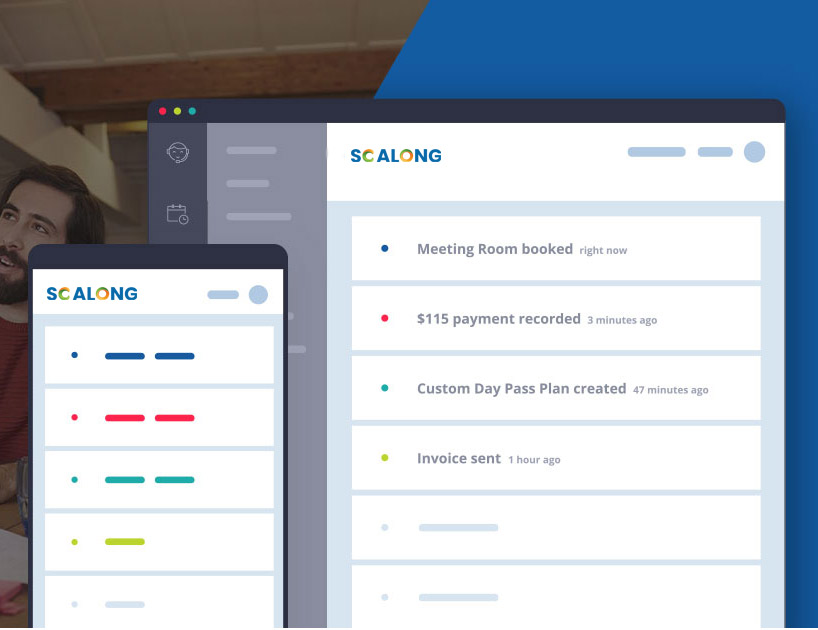 SCALONG
Meeting Room booked right now
$115 payment recorded 3 minutes ago
Custom Day Pass Plan created 47 minutes ago
Invoice sent 1 hour ago
SCALONG